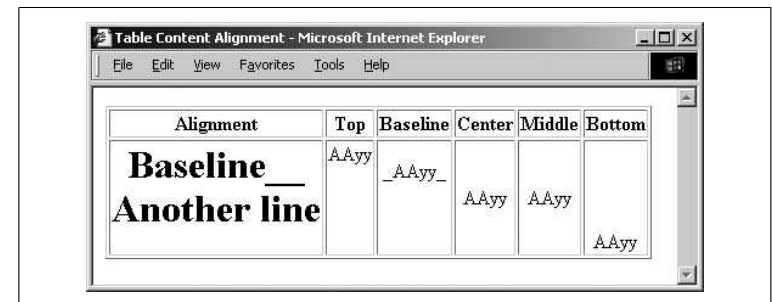 Table Content Alignment - Microsoft Internet Explorer
File Edit View Favorites Tools Help
Alignment Top Baseline Center Middle Bottom
Baseline__ AAyy _AAyy_ AAyy AAyy AAyy
Another line